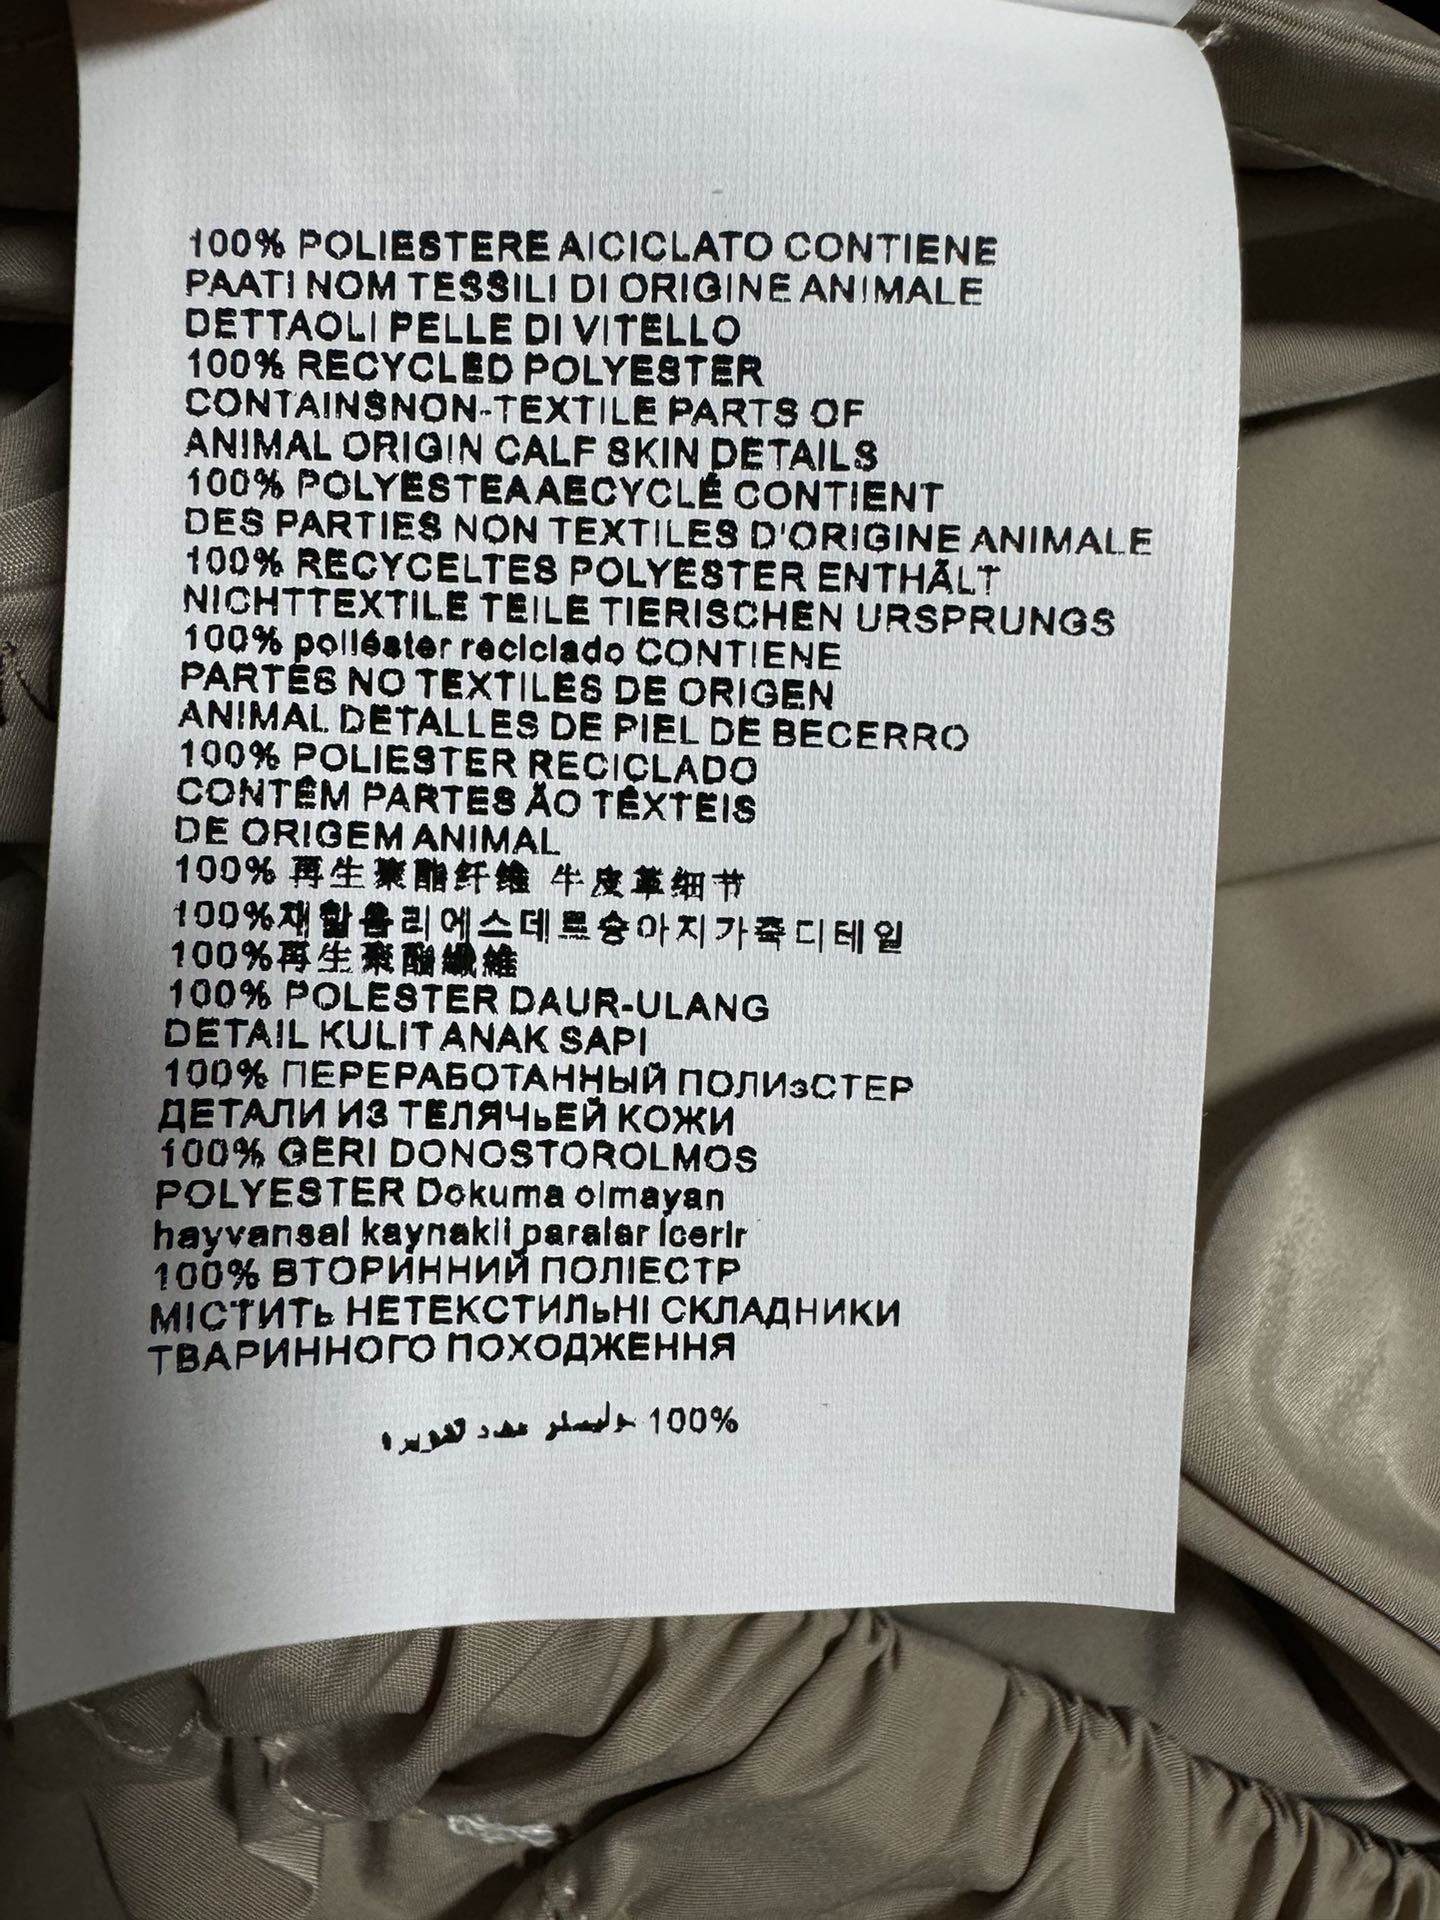 100% POLIESTERE AICICLATO CONTIENE
PAATI NOM TESSILI DI ORIGINE ANIMALE
DETTAOLI PELLE DI VITELLO
100% RECYCLED POLYESTER
CONTAINSNON-TEXTILE PARTS OF
ANIMAL ORIGIN CALF SKIN DETAILS
100% POLYESTEAAECYCLÉ CONTIENT
DES PARTIES NON TEXTILES D'ORIGINE ANIMALE
100% RECYCELTES POLYESTER ENTHÃLT
NICHTTEXTILE TEILE TIERISCHEN URSPRUNGS
100% poliéster reciclado CONTIENE
PARTES NO TEXTILES DE ORIGEN
ANIMAL DETALLES DE PIEL DE BECERRO
100% POLIESTER RECICLADO
CONTÊM PARTES ÃO TÊXTEIS
DE ORIGEM ANIMAL
100% 再生聚酯纤维 牛皮革细节
100%재활용리에스데르송아지가죽디테일
100%再生聚酯纖維
100% POLESTER DAUR-ULANG
DETAIL KULIT ANAK SAPI
100% ПЕРЕРАБОТАННЫЙ ПОЛИэСТЕР
ДЕТАЛИ ИЗ ТЕЛЯЧЬЕЙ КОЖИ
100% GERI DONOSTOROLMOS
POLYESTER Dokuma olmayan
hayvansal kaynakli paralar icerir
100% ВТОРИННИЙ ПОЛІЕСТР
МІСТИТЬ НЕТЕКСТИЛЬНІ СКЛАДНИКИ
ТВАРИННОГО ПОХОДЖЕННЯ
100%